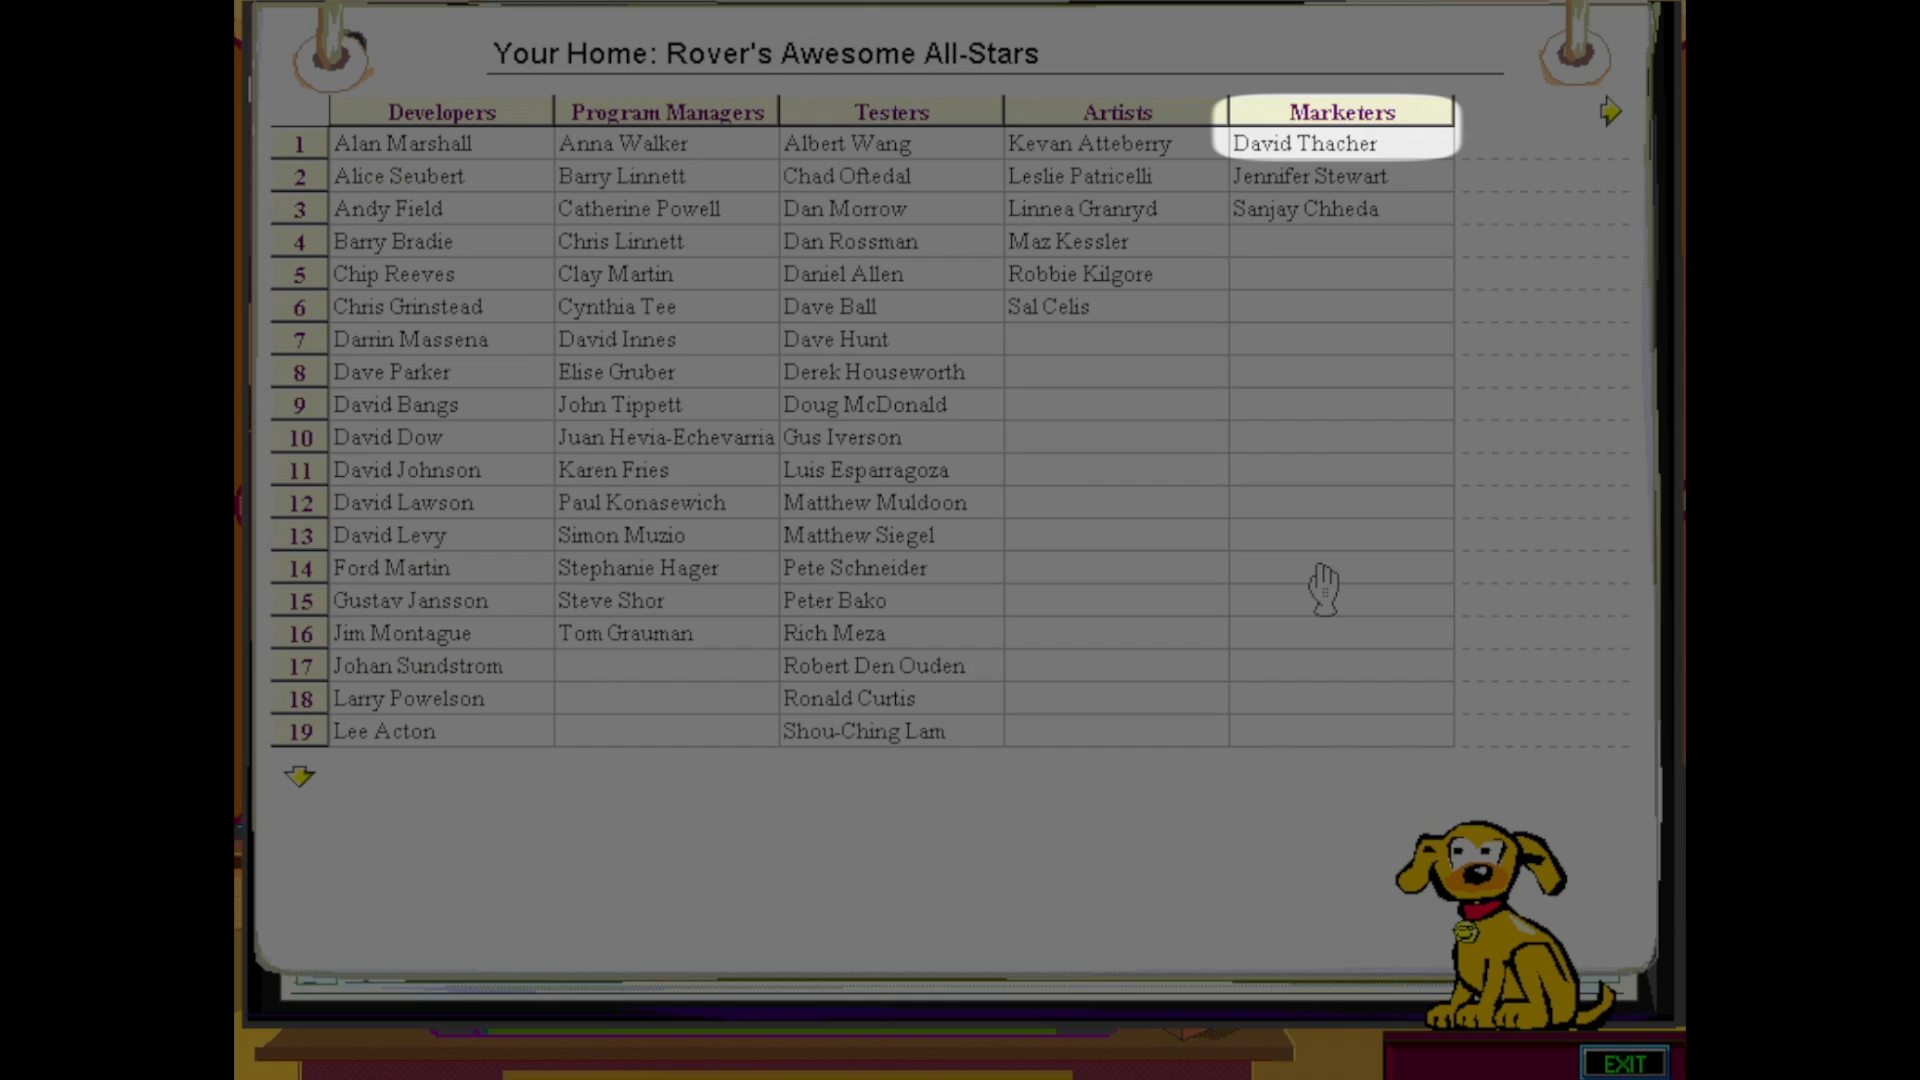 Your Home: Rover's Awesome All-Stars
Developers Program Managers Testers Artists Marketers
1 Alan Marshall Anna Walker Albert Wang Kevan Atteberry David Thacher
2 Alice Seubert Barry Linnett Chad Oftedal Leslie Patricelli Jennifer Stewart
3 Andy Field Catherine Powell Dan Morrow Linnea Granryd Sanjay Chheda
4 Barry Bradie Chris Linnett Dan Rossman Maz Kessler
5 Chip Reeves Clay Martin Daniel Allen Robbie Kilgore
6 Chris Grinstead Cynthia Tee Dave Ball Sal Celis
7 Darrin Massena David Innes Dave Hunt
8 Dave Parker Elise Gruber Derek Houseworth
9 David Bangs John Tippett Doug McDonald
10 David Dow Juan Hevia-Echevarria Gus Iverson
11 David Johnson Karen Fries Luis Esparragoza
12 David Lawson Paul Konasewich Matthew Muldoon
13 David Levy Simon Muzio Matthew Siegel
14 Ford Martin Stephanie Hager Pete Schneider
15 Gustav Jansson Steve Shor Peter Bako
16 Jim Montague Tom Grauman Rich Meza
17 Johan Sundstrom Robert Den Ouden
18 Larry Powelson Ronald Curtis
19 Lee Acton Shou-Ching Lam
EXIT